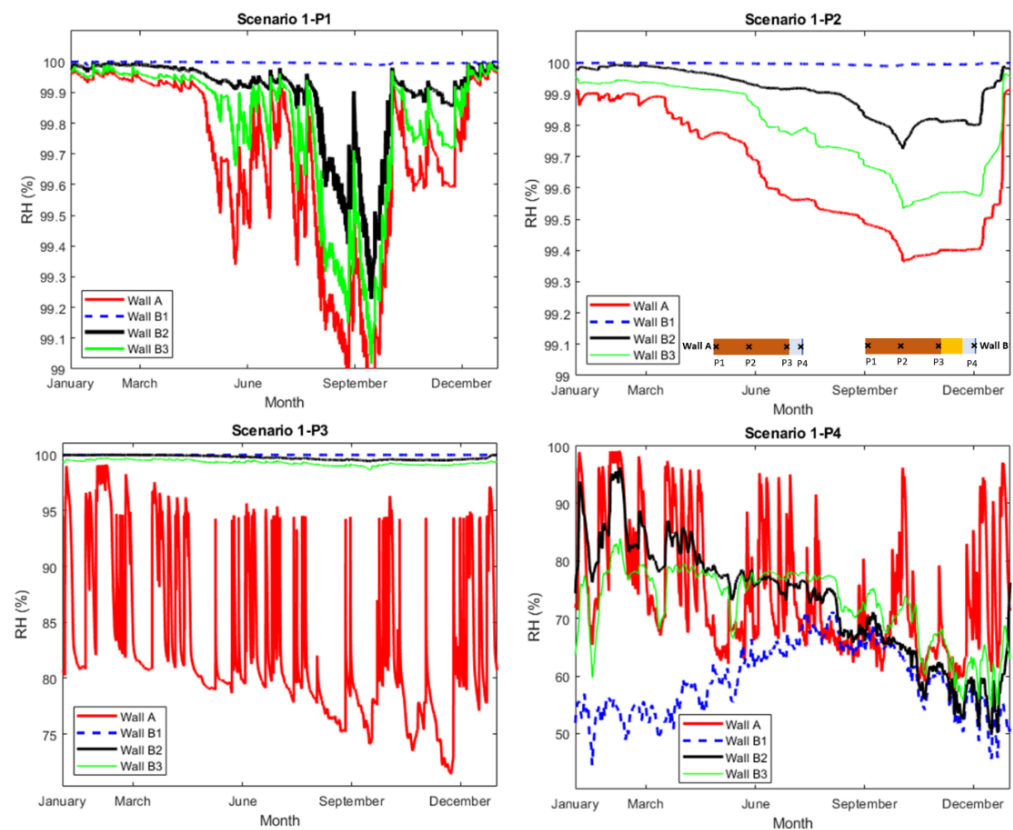 Scenario 1-P1
100
99.9
99.8
99.7
99.6
99.5
99.4
99.3
99.2
99.1
99
RH (%)
Wall A
Wall B1
Wall B2
Wall B3
January March June September December
Month
Scenario 1-P2
100
99.9
99.8
99.7
99.6
99.5
99.4
99.3
99.2
99.1
99
RH (%)
Wall A
Wall B1
Wall B2
Wall B3
Wall A
P1 P2 P3 P4
Wall B
P1 P2 P3 P4
January March June September December
Month
Scenario 1-P3
100
95
90
85
80
75
RH (%)
Wall A
Wall B1
Wall B2
Wall B3
January March June September December
Month
Scenario 1-P4
100
90
80
70
60
50
RH (%)
Wall A
Wall B1
Wall B2
Wall B3
January March June September December
Month